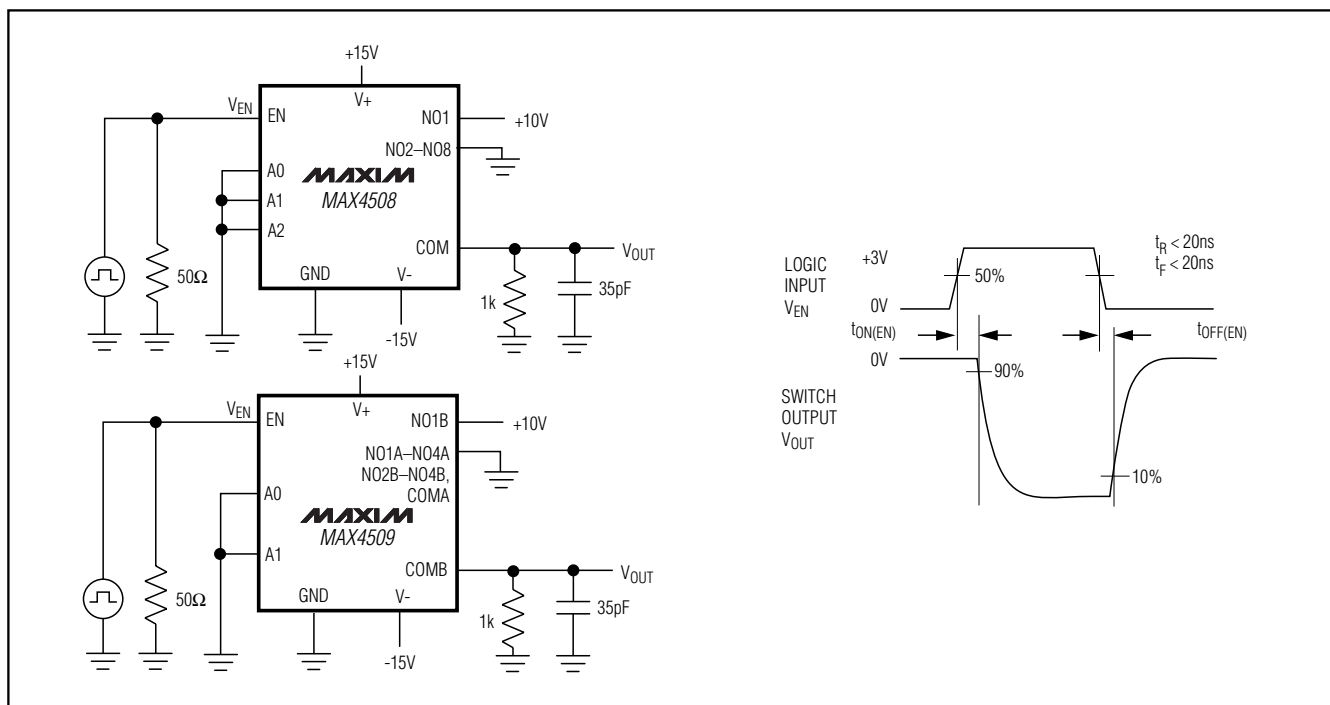 +15V
V+
VEN
EN
NO1
+10V
NO2–NO8
A0
MAXIM
A1
MAX4508
A2
COM
VOUT
GND
V-
50Ω
1k
35pF
-15V
+15V
V+
VEN
EN
NO1B
+10V
NO1A–NO4A
NO2B–NO4B,
COMA
A0
MAXIM
MAX4509
A1
COMB
VOUT
GND
V-
50Ω
1k
35pF
-15V
LOGIC
INPUT
VEN
+3V
50%
0V
tR < 20ns
tF < 20ns
tON(EN)
tOFF(EN)
0V
90%
SWITCH
OUTPUT
VOUT
10%